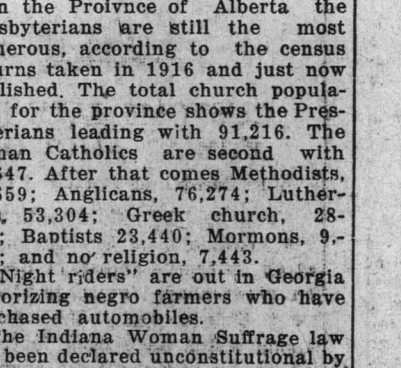 n the Proivnce of Alberta the
sbyterians are still the most
nerous, according to the census
urns taken in 1916 and just now
lished. The total church popula-
for the province shows the Pres-
erians leading with 91,216. The
nan Catholics are second with
347. After that comes Methodists,
359; Anglicans, 76,274; Luther-
, 53,304; Greek church, 28-
; Baptists 23,440; Mormons, 9,-
; and no religion, 7,443.
Night riders" are out in Georgia
orizing negro farmers who have
chased automobiles.
he Indiana Woman Suffrage law
been declared unconstitutional by